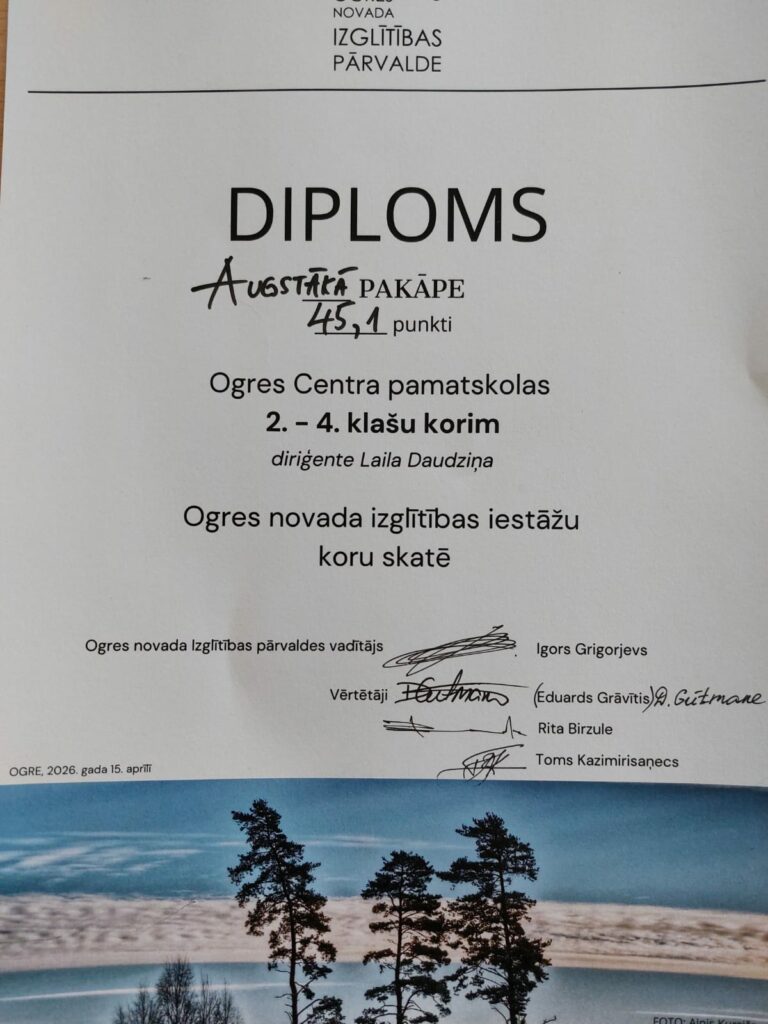 NOVADA
IZGLĪTĪBAS
PĀRVALDE
DIPLOMS
AUGSTĀKĀ PAKĀPE
45,1 punkti
Ogres Centra pamatskolas
2. – 4. klašu korim
diriģente Laila Daudziņa
Ogres novada izglītības iestāžu
koru skatē
Ogres novada Izglītības pārvaldes vadītājs Igors Grigorjevs
Vērtētāji (Eduards Grāvītis) D. Gūtmane
Rita Birzule
Toms Kazimirisaņecs
OGRE, 2026. gada 15. aprīlī
FOTO: